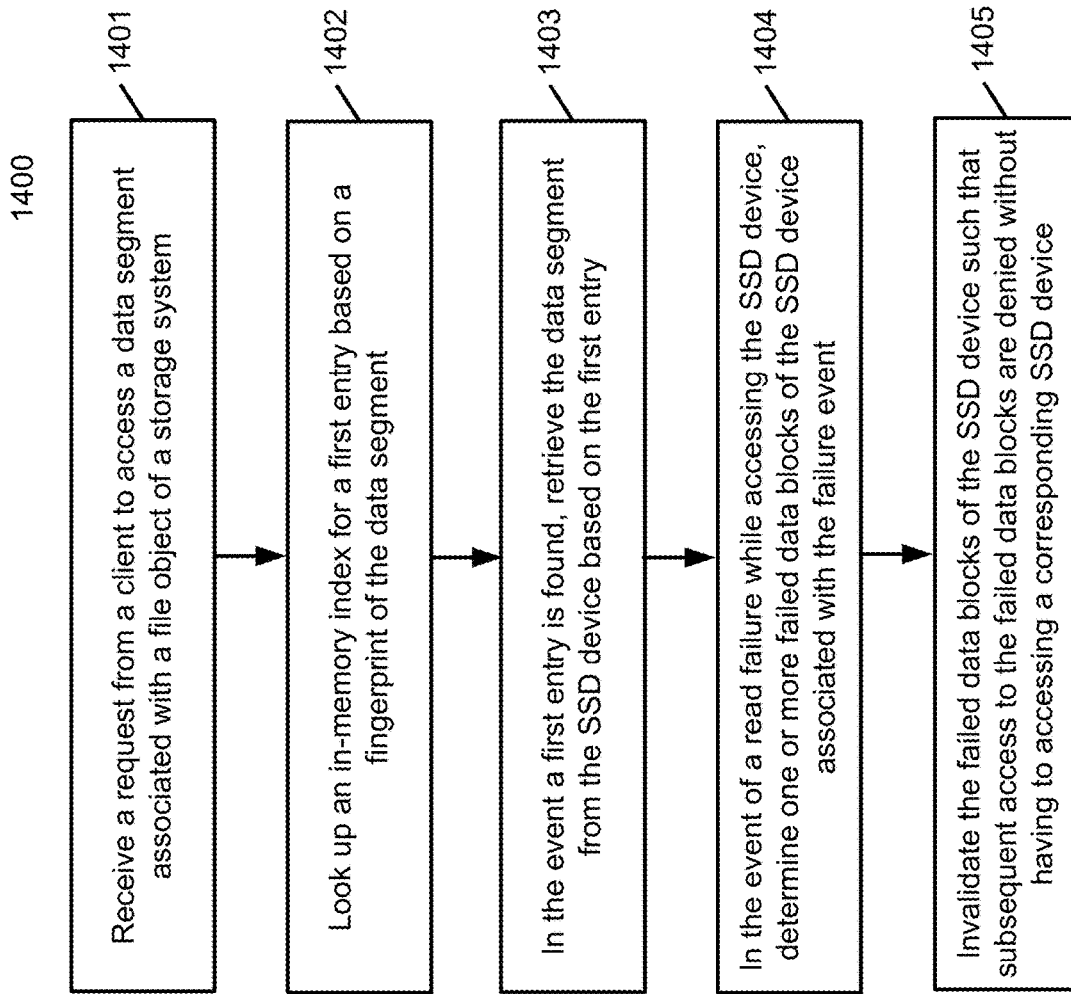 1400
Receive a request from a client to access a data segment
associated with a file object of a storage system
1401
Look up an in-memory index for a first entry based on a
fingerprint of the data segment
1402
In the event a first entry is found, retrieve the data segment
from the SSD device based on the first entry
1403
In the event of a read failure while accessing the SSD device,
determine one or more failed data blocks of the SSD device
associated with the failure event
1404
Invalidate the failed data blocks of the SSD device such that
subsequent access to the failed data blocks are denied without
having to accessing a corresponding SSD device
1405